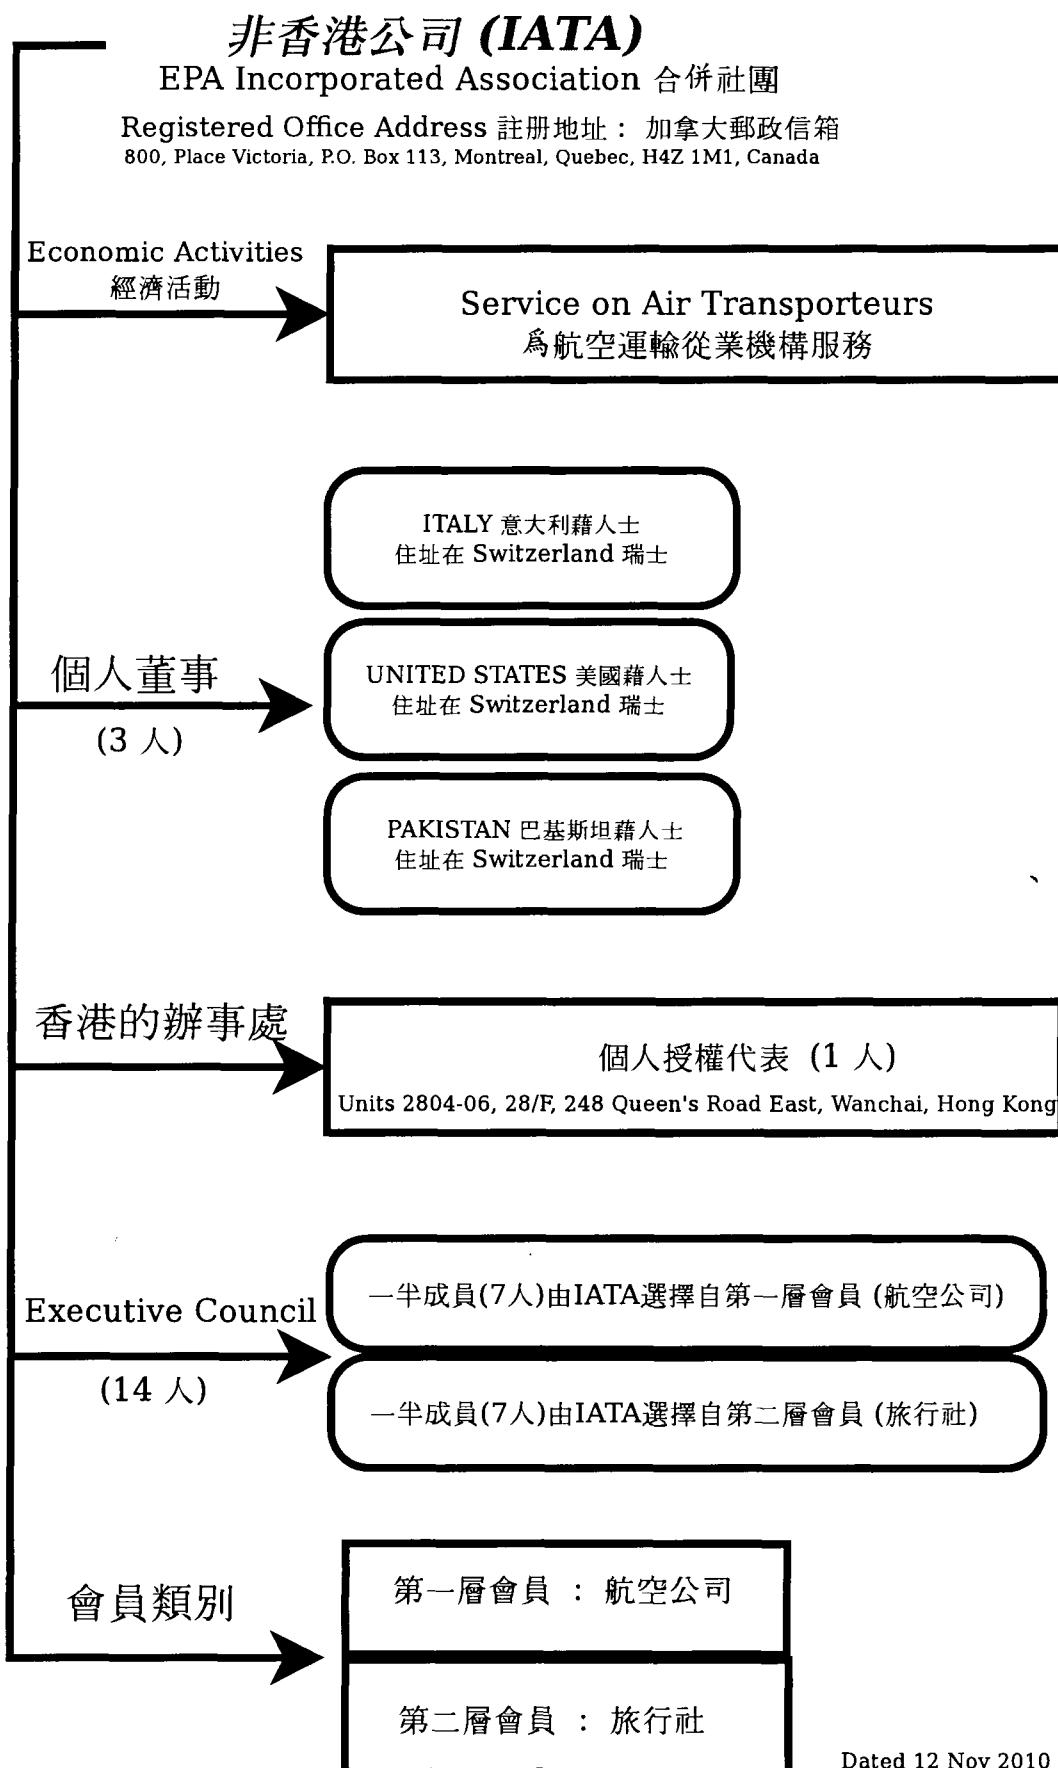 非香港公司 (IATA)
EPA Incorporated Association 合併社團
Registered Office Address 註册地址： 加拿大郵政信箱
800, Place Victoria, P.O. Box 113, Montreal, Quebec, H4Z 1M1, Canada
Economic Activities
經濟活動
Service on Air Transporteurs
爲航空運輸從業機構服務
ITALY 意大利藉人士
住址在 Switzerland 瑞士
個人董事
(3 人)
UNITED STATES 美國藉人士
住址在 Switzerland 瑞士
PAKISTAN 巴基斯坦藉人士
住址在 Switzerland 瑞士
香港的辦事處
個人授權代表 (1 人)
Units 2804-06, 28/F, 248 Queen's Road East, Wanchai, Hong Kong
Executive Council
(14 人)
一半成員(7人)由IATA選擇自第一層會員 (航空公司)
一半成員(7人)由IATA選擇自第二層會員 (旅行社)
會員類別
第一層會員 ： 航空公司
第二層會員 ： 旅行社
Dated 12 Nov 2010